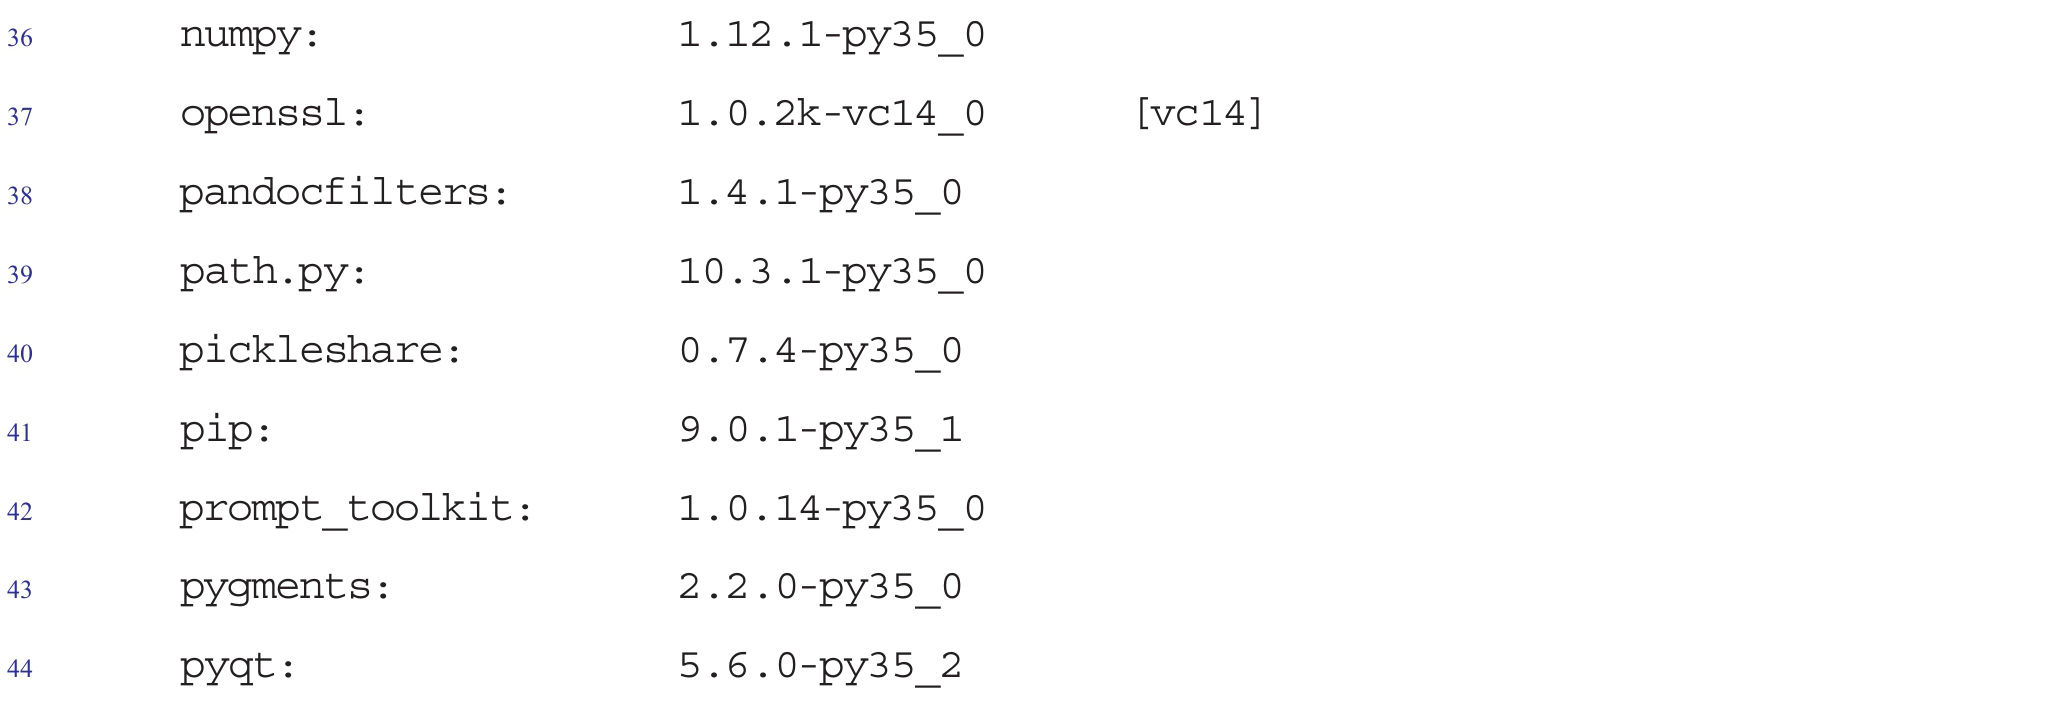 36 numpy: 1.12.1-py35_0
37 openssl: 1.0.2k-vc14_0 [vc14]
38 pandocfilters: 1.4.1-py35_0
39 path.py: 10.3.1-py35_0
40 pickleshare: 0.7.4-py35_0
41 pip: 9.0.1-py35_1
42 prompt_toolkit: 1.0.14-py35_0
43 pygments: 2.2.0-py35_0
44 pyqt: 5.6.0-py35_2